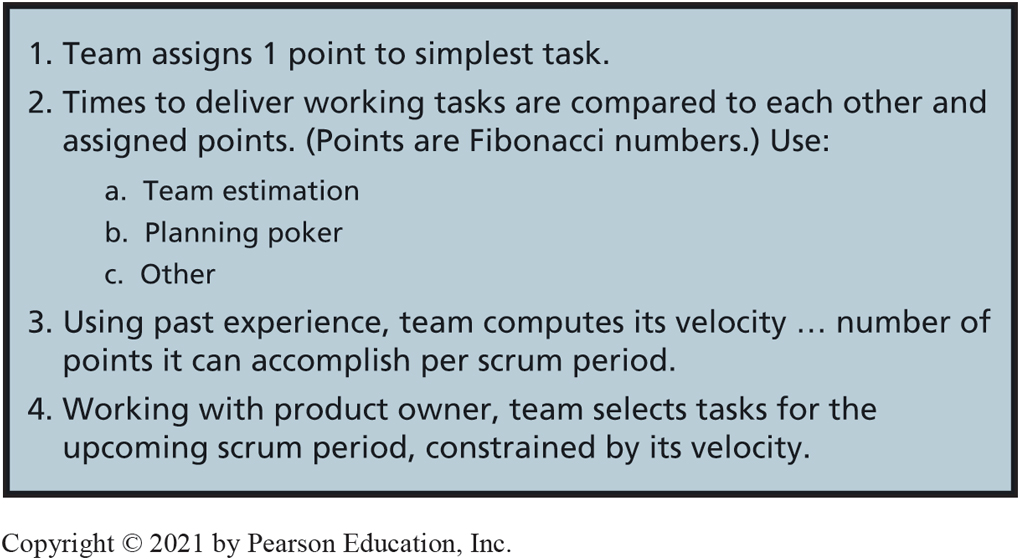 1. Team assigns 1 point to simplest task.
2. Times to deliver working tasks are compared to each other and
assigned points. (Points are Fibonacci numbers.) Use:
a. Team estimation
b. Planning poker
c. Other
3. Using past experience, team computes its velocity … number of
points it can accomplish per scrum period.
4. Working with product owner, team selects tasks for the
upcoming scrum period, constrained by its velocity.
Copyright © 2021 by Pearson Education, Inc.